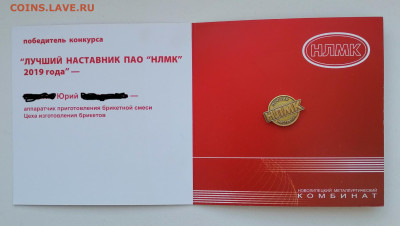 COINS.LAVE.RU
победитель конкурса
"ЛУЧШИЙ НАСТАВНИК ПАО "НЛМК"
2019 года" —
Юрий —
аппаратчик приготовления брикетной смеси
Цеха изготовления брикетов
НЛМК
НЛМК
НОВОЛИПЕЦКИЙ МЕТАЛЛУРГИЧЕСКИЙ
КОМБИНАТ